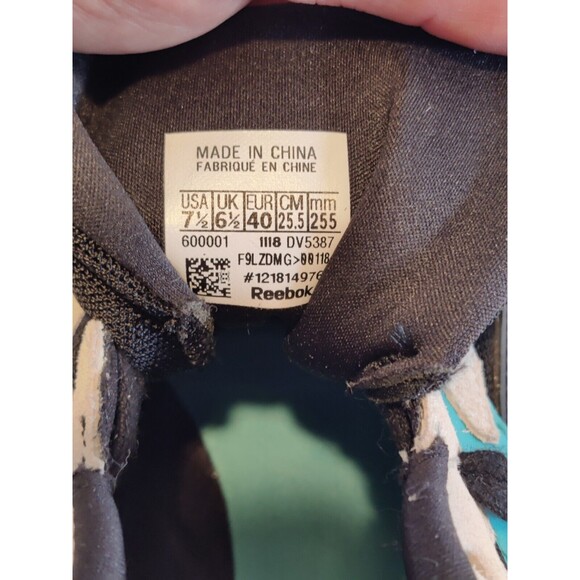 MADE IN CHINA
FABRIQUÉ EN CHINE
USA UK EUR CM mm
7½ 6½ 40 25.5 255
600001 1118 DV5387
F9LZDMG>00118
#121814976
Reebok